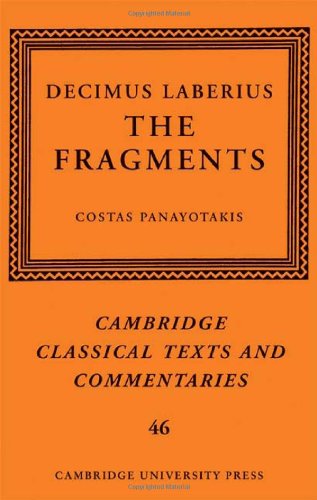 DECIMUS LABERIUS
THE
FRAGMENTS
COSTAS PANAYOTAKIS
CAMBRIDGE
CLASSICAL TEXTS AND
COMMENTARIES
46
CAMBRIDGE UNIVERSITY PRESS